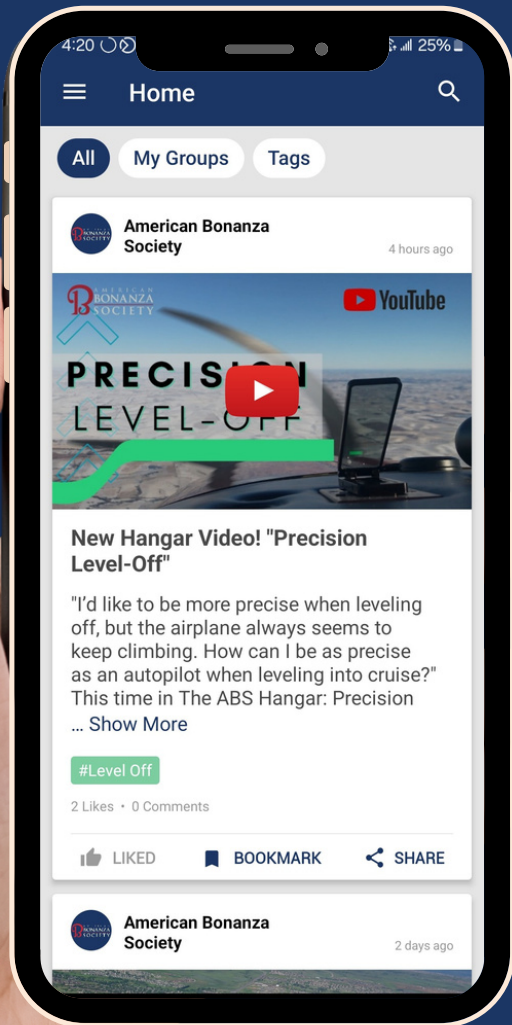 4:20
25%
Home
All
My Groups
Tags
American Bonanza
Society
4 hours ago
AMERICAN
BONANZA
SOCIETY
YouTube
PRECISION
LEVEL-OFF
New Hangar Video! "Precision
Level-Off"
"I’d like to be more precise when leveling
off, but the airplane always seems to
keep climbing. How can I be as precise
as an autopilot when leveling into cruise?"
This time in The ABS Hangar: Precision
... Show More
#Level Off
2 Likes • 0 Comments
LIKED
BOOKMARK
SHARE
American Bonanza
Society
2 days ago